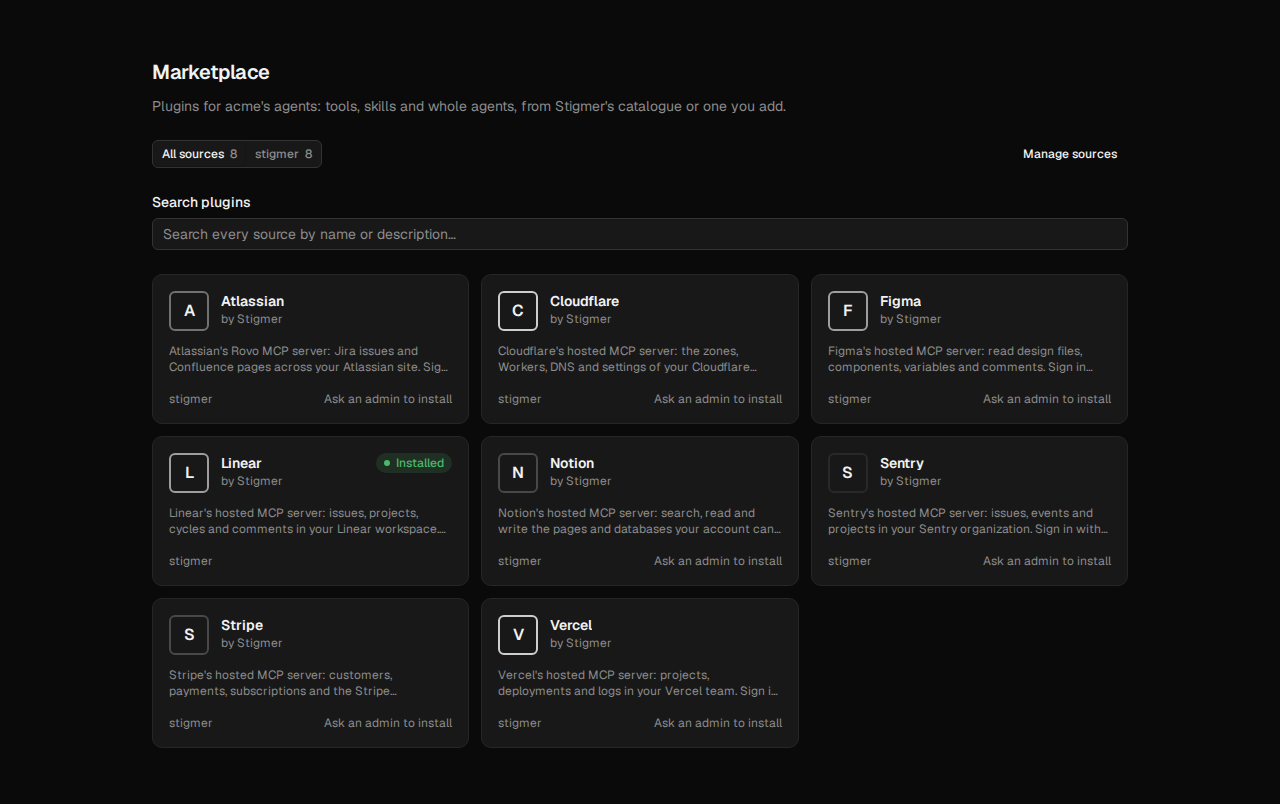 Marketplace
Plugins for acme's agents: tools, skills and whole agents, from Stigmer's catalogue or one you add.
All sources 8 stigmer 8 Manage sources
Search plugins
Search every source by name or description...
A Atlassian
by Stigmer
Atlassian's Rovo MCP server: Jira issues and
Confluence pages across your Atlassian site. Sig...
stigmer Ask an admin to install
C Cloudflare
by Stigmer
Cloudflare's hosted MCP server: the zones,
Workers, DNS and settings of your Cloudflare...
stigmer Ask an admin to install
F Figma
by Stigmer
Figma's hosted MCP server: read design files,
components, variables and comments. Sign in...
stigmer Ask an admin to install
L Linear Installed
by Stigmer
Linear's hosted MCP server: issues, projects,
cycles and comments in your Linear workspace....
stigmer
N Notion
by Stigmer
Notion's hosted MCP server: search, read and
write the pages and databases your account can...
stigmer Ask an admin to install
S Sentry
by Stigmer
Sentry's hosted MCP server: issues, events and
projects in your Sentry organization. Sign in with...
stigmer Ask an admin to install
S Stripe
by Stigmer
Stripe's hosted MCP server: customers,
payments, subscriptions and the Stripe...
stigmer Ask an admin to install
V Vercel
by Stigmer
Vercel's hosted MCP server: projects,
deployments and logs in your Vercel team. Sign i...
stigmer Ask an admin to install